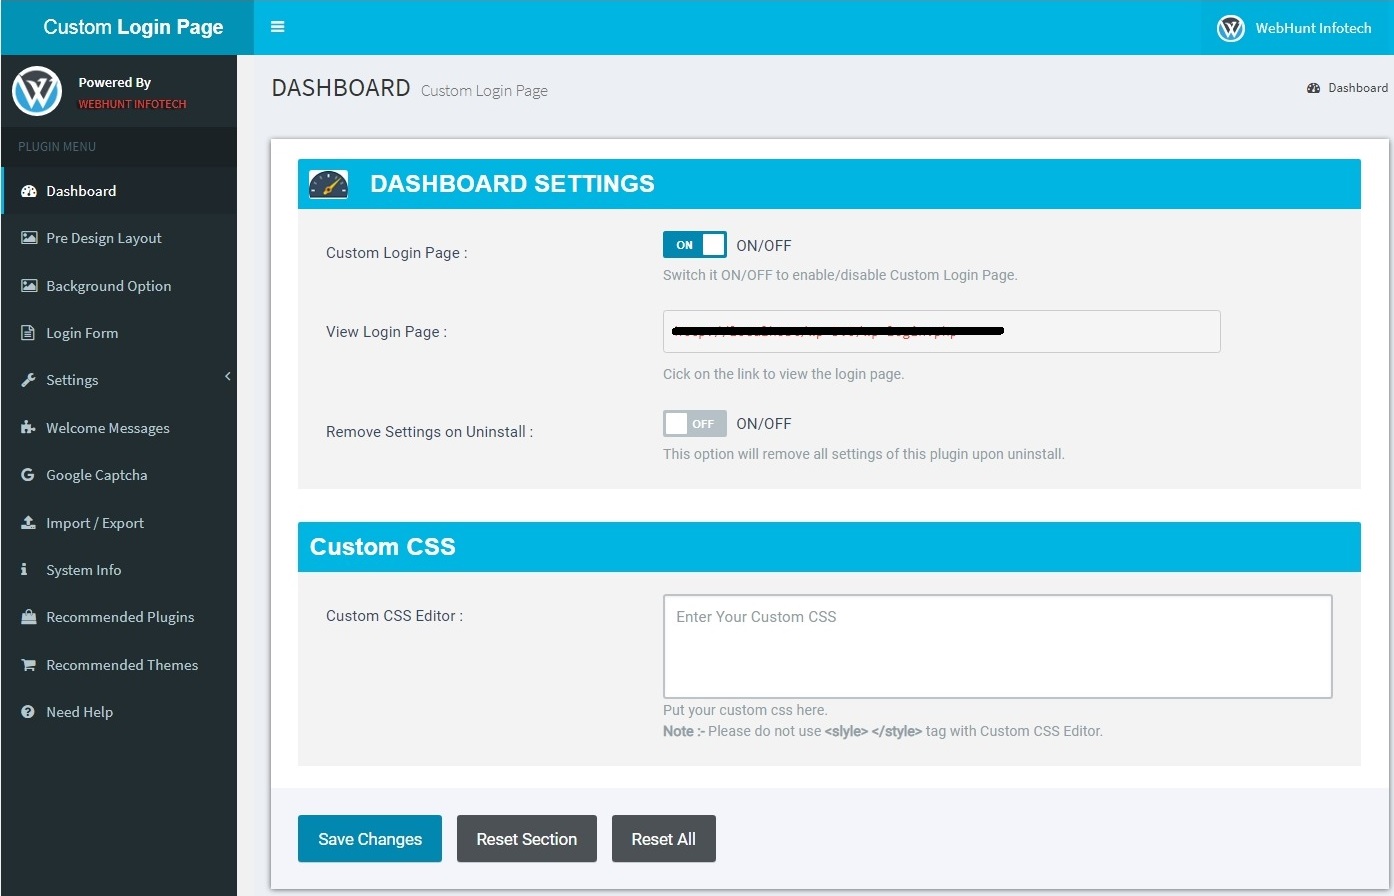 Custom Login Page
WebHunt Infotech
Powered By
WEBHUNT INFOTECH
PLUGIN MENU
Dashboard
Pre Design Layout
Background Option
Login Form
Settings
Welcome Messages
Google Captcha
Import / Export
System Info
Recommended Plugins
Recommended Themes
Need Help
DASHBOARD Custom Login Page
Dashboard
DASHBOARD SETTINGS
Custom Login Page :
ON ON/OFF
Switch it ON/OFF to enable/disable Custom Login Page.
View Login Page :
Cick on the link to view the login page.
Remove Settings on Uninstall :
OFF ON/OFF
This option will remove all settings of this plugin upon uninstall.
Custom CSS
Custom CSS Editor :
Enter Your Custom CSS
Put your custom css here.
Note :- Please do not use <slyle> </style> tag with Custom CSS Editor.
Save Changes
Reset Section
Reset All